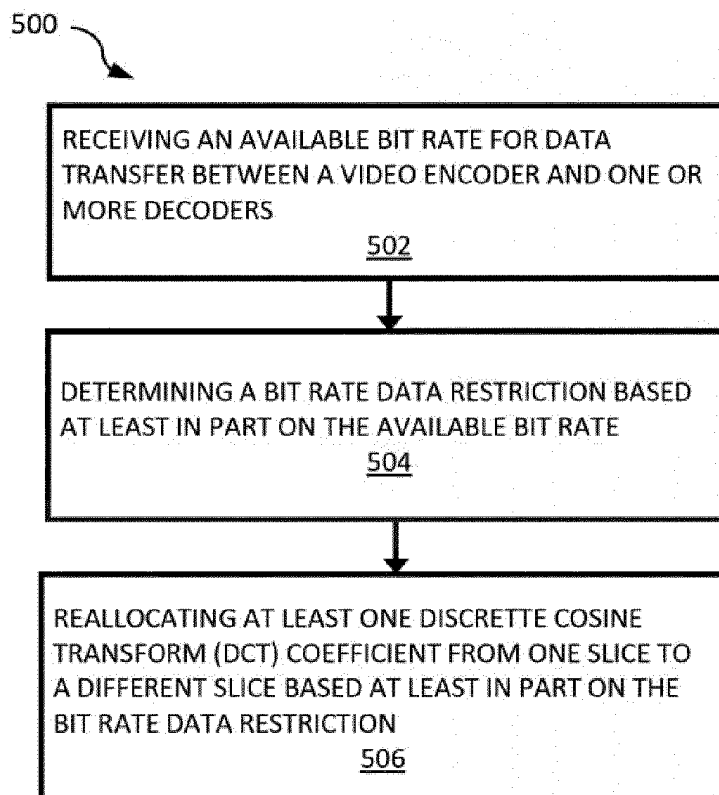 500
RECEIVING AN AVAILABLE BIT RATE FOR DATA
TRANSFER BETWEEN A VIDEO ENCODER AND ONE OR
MORE DECODERS
502
DETERMINING A BIT RATE DATA RESTRICTION BASED
AT LEAST IN PART ON THE AVAILABLE BIT RATE
504
REALLOCATING AT LEAST ONE DISCRETTE COSINE
TRANSFORM (DCT) COEFFICIENT FROM ONE SLICE TO
A DIFFERENT SLICE BASED AT LEAST IN PART ON THE
BIT RATE DATA RESTRICTION
506